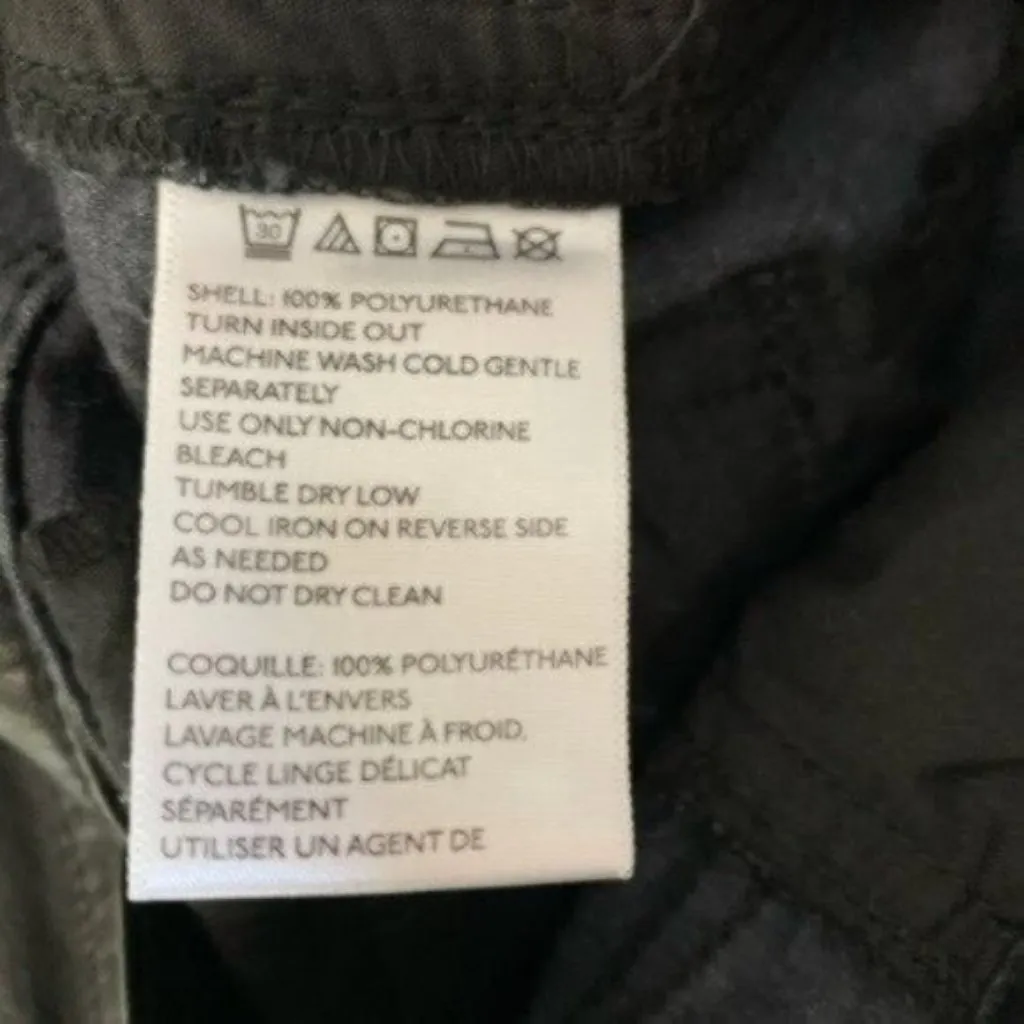 30
SHELL: 100% POLYURETHANE
TURN INSIDE OUT
MACHINE WASH COLD GENTLE
SEPARATELY
USE ONLY NON-CHLORINE
BLEACH
TUMBLE DRY LOW
COOL IRON ON REVERSE SIDE
AS NEEDED
DO NOT DRY CLEAN
COQUILLE: 100% POLYURÉTHANE
LAVER À L'ENVERS
LAVAGE MACHINE À FROID,
CYCLE LINGE DÉLICAT
SÉPARÉMENT
UTILISER UN AGENT DE